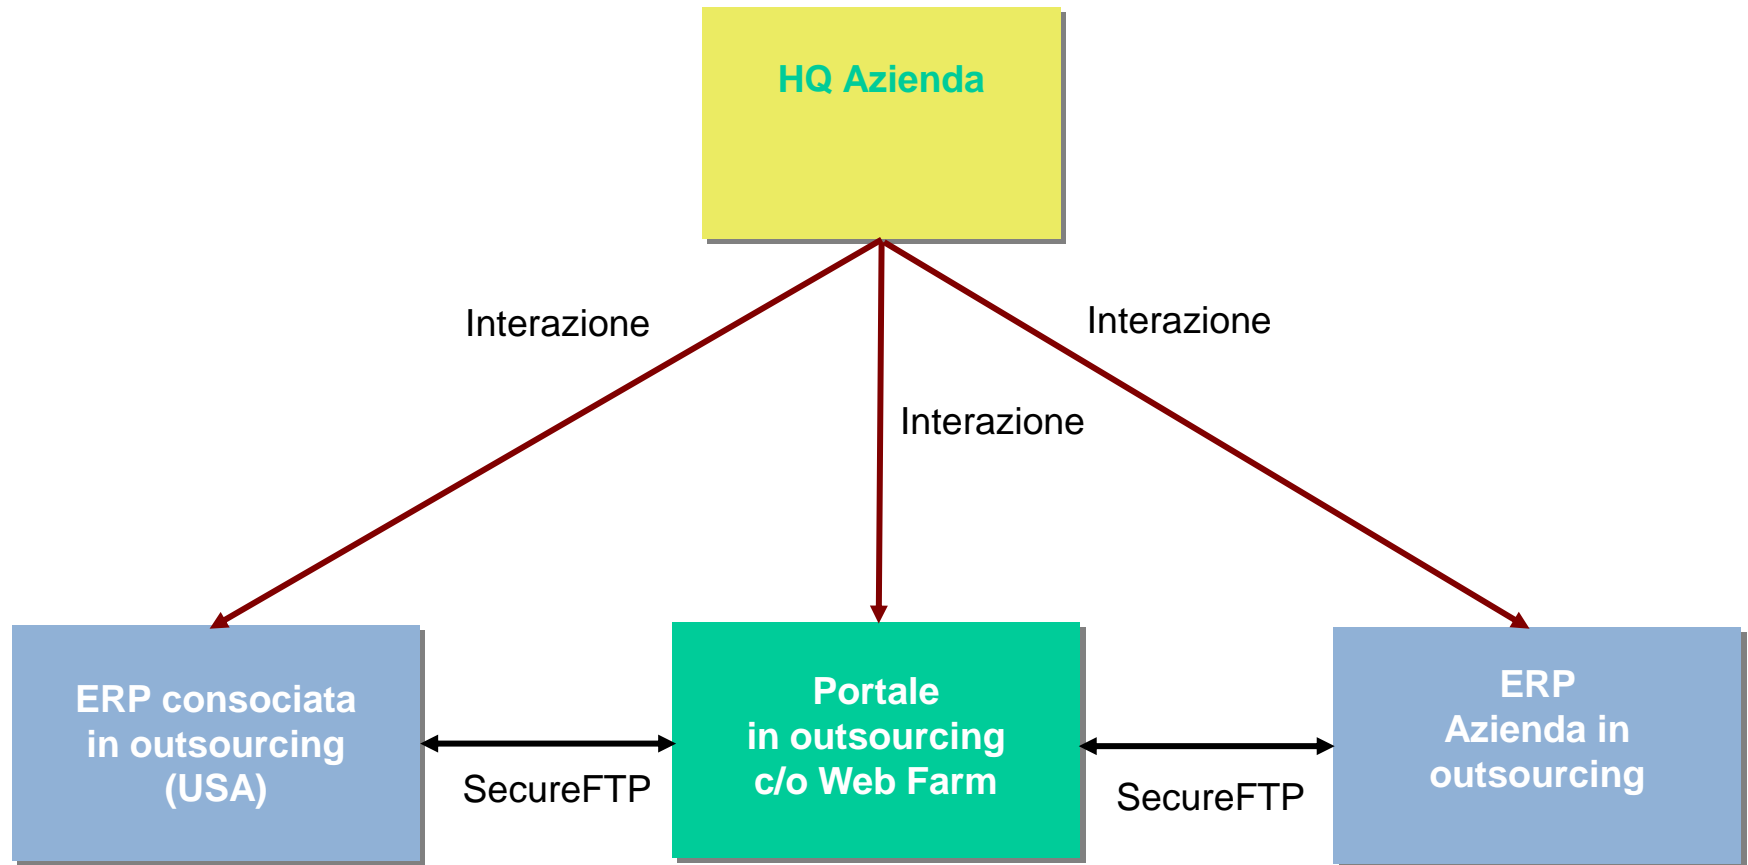 HQ Azienda
Interazione
Interazione
Interazione
ERP consociata
in outsourcing
(USA)
SecureFTP
Portale
in outsourcing
c/o Web Farm
SecureFTP
ERP
Azienda in
outsourcing